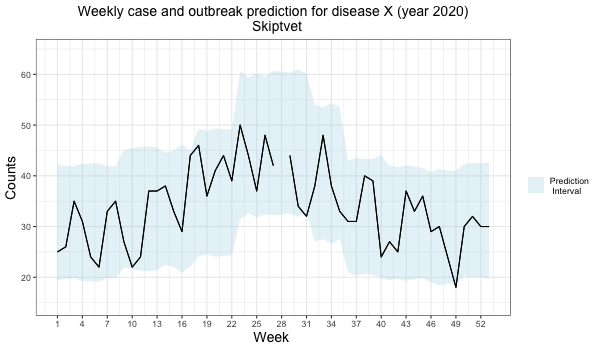 Weekly case and outbreak prediction for disease X (year 2020)
Skiptvet
Counts
60
50
40
30
20
1 4 7 10 13 16 19 22 25 28 31 34 37 40 43 46 49 52
Week
Prediction
Interval